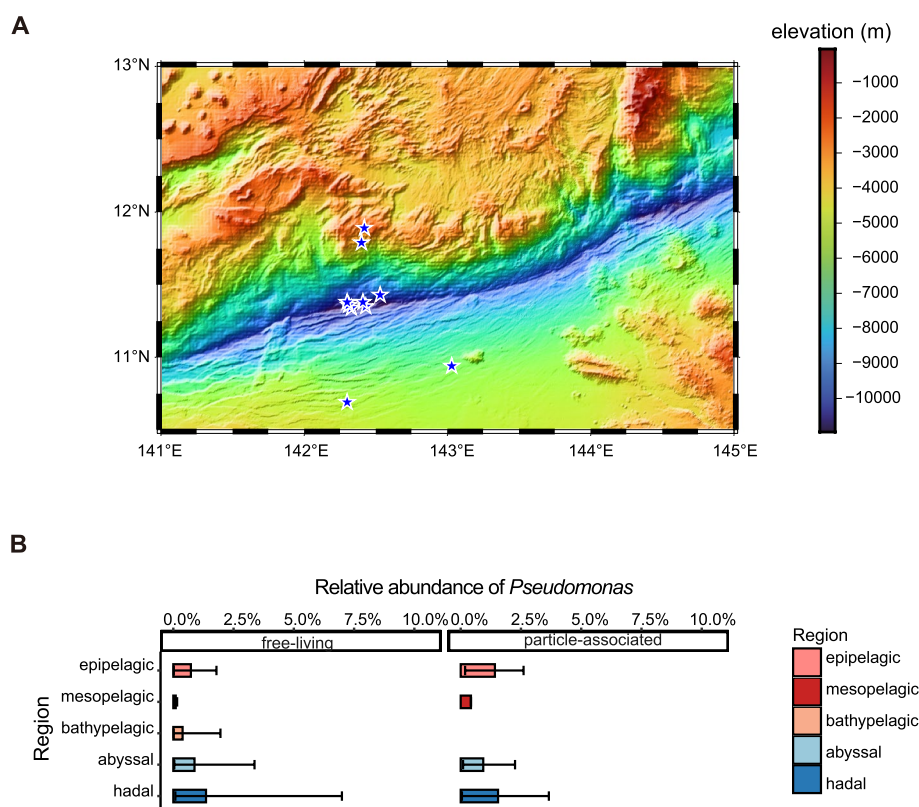 A
elevation (m)
13°N
12°N
11°N
141°E 142°E 143°E 144°E 145°E
−1000
−2000
−3000
−4000
−5000
−6000
−7000
−8000
−9000
−10000
B
Relative abundance of Pseudomonas
0.0% 2.5% 5.0% 7.5% 10.0% 0.0% 2.5% 5.0% 7.5% 10.0%
free-living particle-associated
Region
epipelagic
mesopelagic
bathypelagic
abyssal
hadal
Region
epipelagic
mesopelagic
bathypelagic
abyssal
hadal